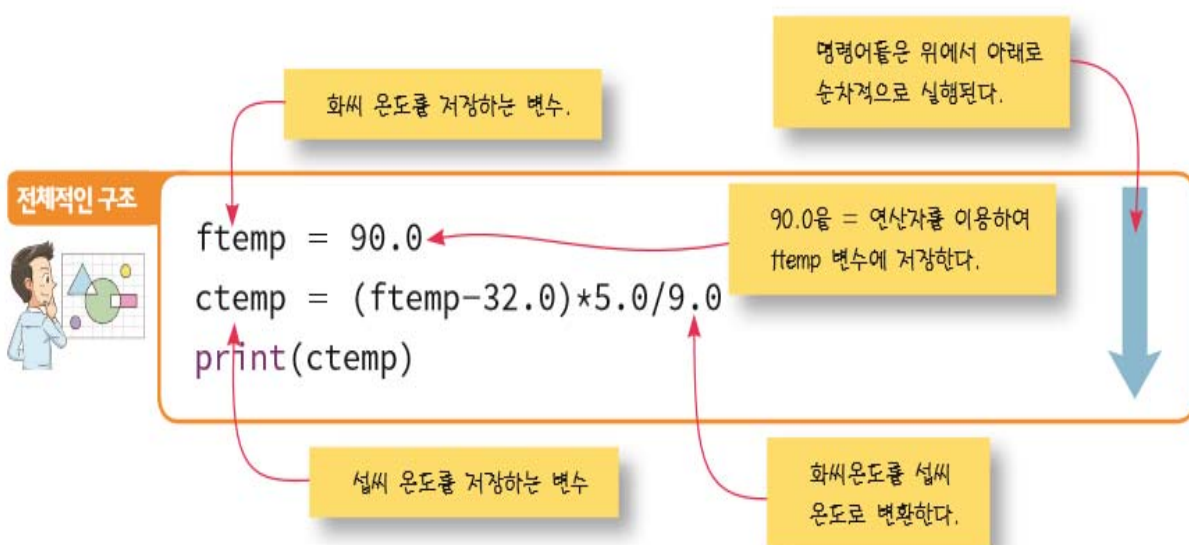 명령어들은 위에서 아래로
순차적으로 실행된다.
화씨 온도를 저장하는 변수.
전체적인 구조
ftemp = 90.0
90.0을 = 연산자를 이용하여
ftemp 변수에 저장한다.
ctemp = (ftemp-32.0)*5.0/9.0
print(ctemp)
섭씨 온도를 저장하는 변수
화씨온도를 섭씨
온도로 변환한다.